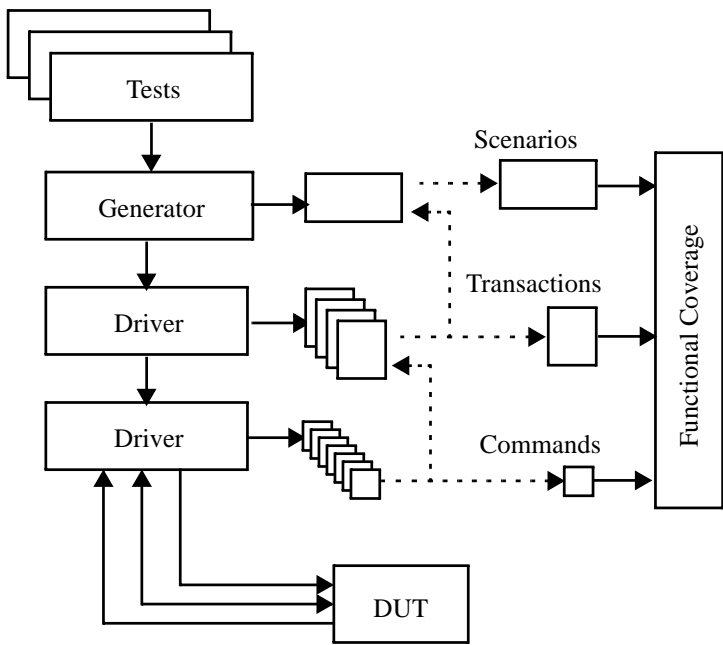 Tests
Scenarios
Generator
Transactions
Driver
Functional Coverage
Driver
Commands
DUT